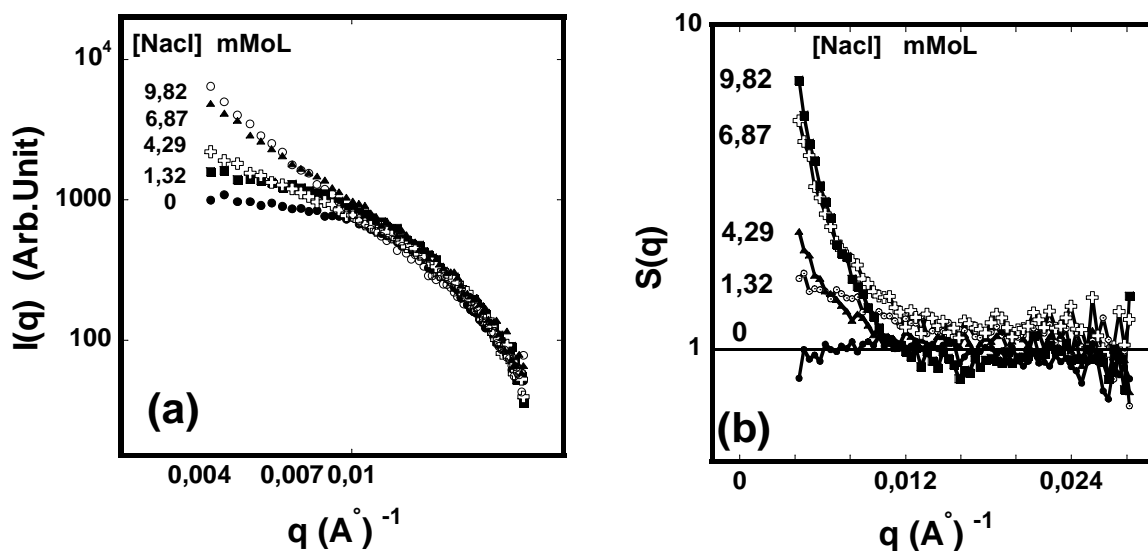 [Nacl] mMoL
10⁴
9,82
6,87
4,29
1,32
0
1000
100
I(q) (Arb.Unit)
(a)
0,004 0,007 0,01
q (A°) -1
10
[Nacl] mMoL
9,82
6,87
4,29
1,32
0
1
S(q)
(b)
0 0,012 0,024
q (A°) -1